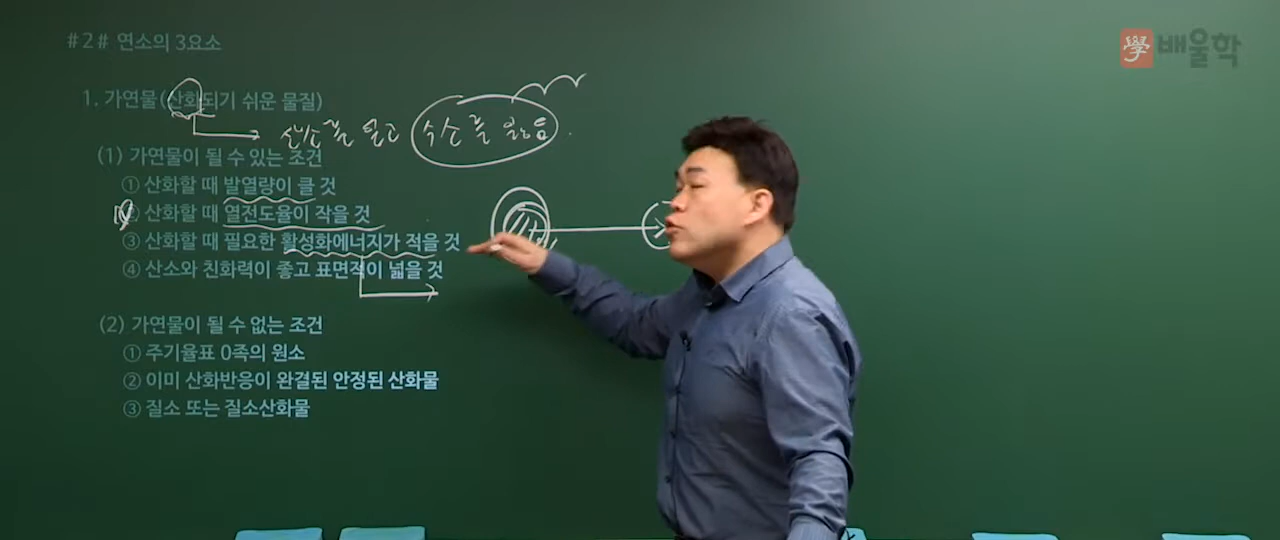 #2# 연소의 3요소
學 배울학
1. 가연물(산화되기 쉬운 물질)
산소를 얻고 수소를 잃음.
(1) 가연물이 될 수 있는 조건
① 산화할 때 발열량이 클 것
② 산화할 때 열전도율이 작을 것
③ 산화할 때 필요한 활성화에너지가 적을 것
④ 산소와 친화력이 좋고 표면적이 넓을 것
(2) 가연물이 될 수 없는 조건
① 주기율표 0족의 원소
② 이미 산화반응이 완결된 안정된 산화물
③ 질소 또는 질소산화물